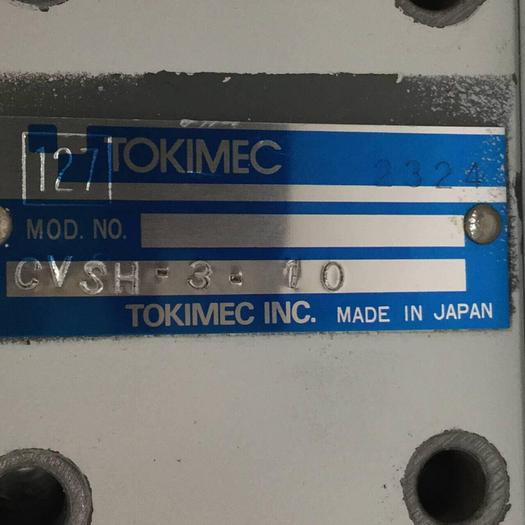 127 TOKIMEC 2324
MOD. NO.
CVSH-3-10
TOKIMEC INC. MADE IN JAPAN